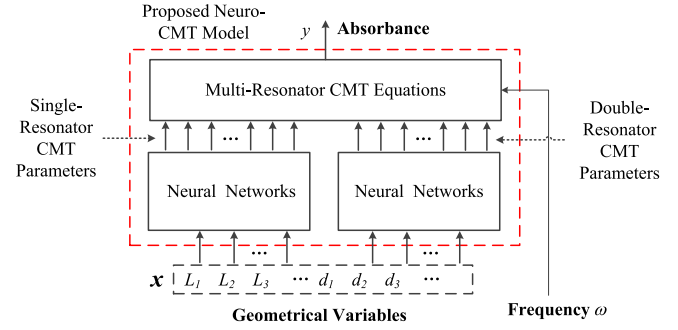 Proposed Neuro-
CMT Model
y Absorbance
Multi-Resonator CMT Equations
Single-
Resonator
CMT
Parameters
Double-
Resonator
CMT
Parameters
... ...
Neural Networks Neural Networks
... ...
x L1 L2 L3 ... d1 d2 d3 ...
Geometrical Variables
Frequency ω